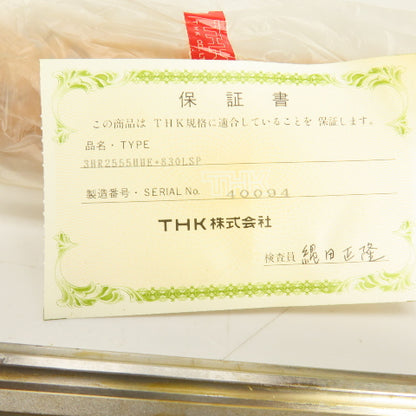 保証書
この商品は THK規格に適合していることを 保証します。
品名・TYPE
3HR2555UUE+830LSP
製造番号・SERIAL No. 40094
THK株式会社
検査員